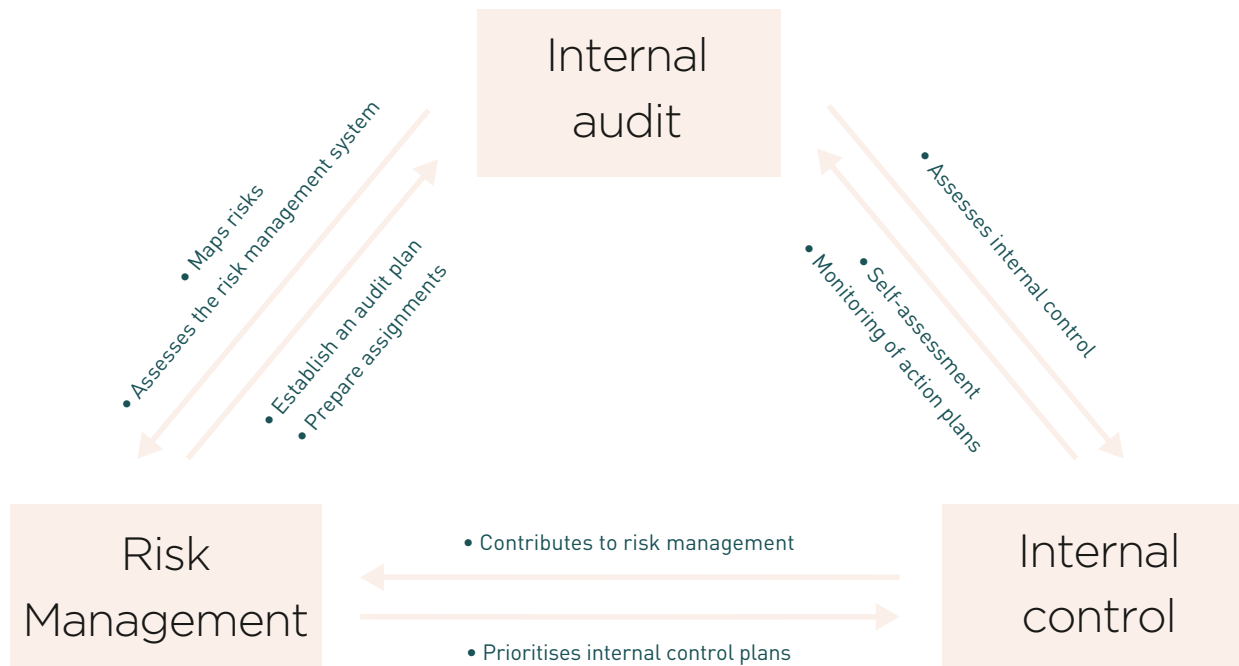 Internal
audit
• Maps risks
• Assesses the risk management system
• Establish an audit plan
• Prepare assignments
• Assesses internal control
• Self-assessment
• Monitoring of action plans
Risk
Management
• Contributes to risk management
• Prioritises internal control plans
Internal
control